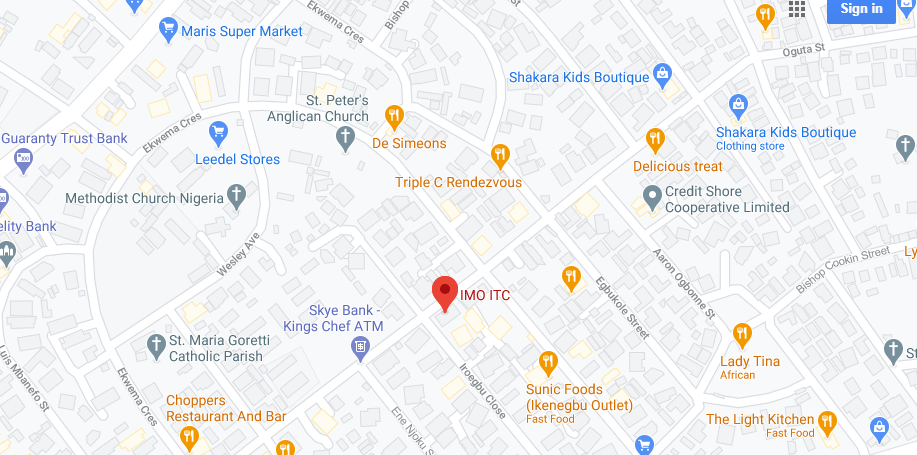 Ekwema Cres
Bishop
Sign in
Maris Super Market
Oguta St
Shakara Kids Boutique
St. Peter's
Anglican Church
Ekwema Cres
Shakara Kids Boutique
Clothing store
Guaranty Trust Bank
De Simeons
Leedel Stores
Delicious treat
Triple C Rendezvous
Methodist Church Nigeria
Credit Shore
Cooperative Limited
elity Bank
Wesley Ave
Aaron Ogbonne St
Bishop Cookin Street
Ly
Egbukole Street
IMO ITC
Skye Bank -
Kings Chef ATM
St. Maria Goretti
Catholic Parish
St
Lady Tina
African
Luis Mbanefo St
Ekwema Cres
Iroegbu Close
Sunic Foods
(Ikenegbu Outlet)
Fast Food
Choppers
Restaurant And Bar
Ene Njoku S
The Light Kitchen
Fast Food